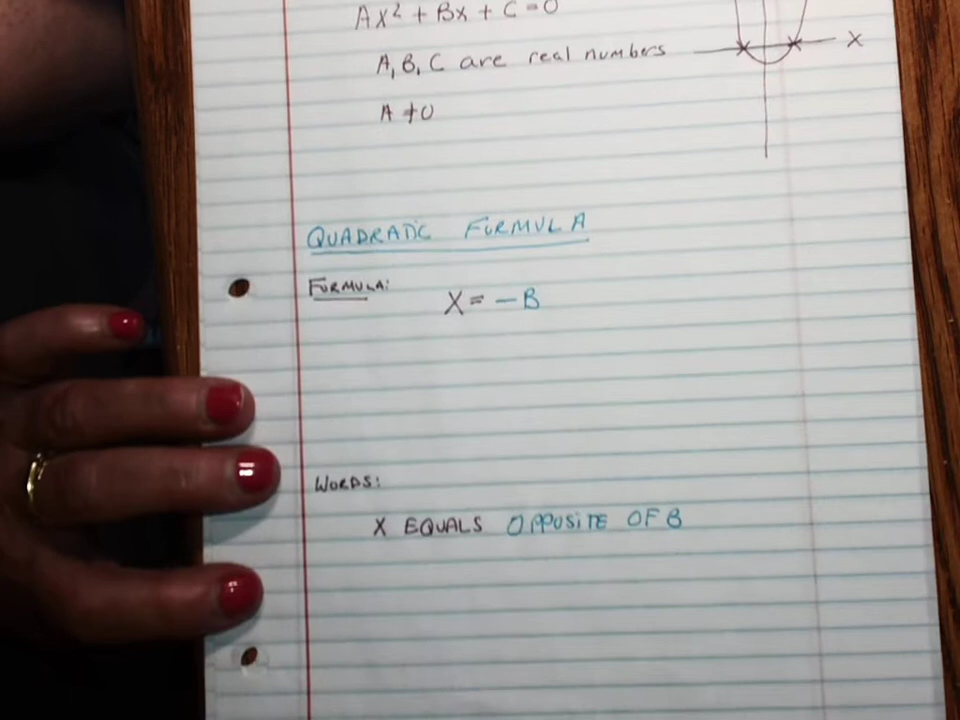 Ax² + Bx + C = 0
A, B, C are real numbers
X
A ≠ 0
QUADRATIC FORMULA
FORMULA:
X = -B
WORDS:
X EQUALS OPPOSITE OF B